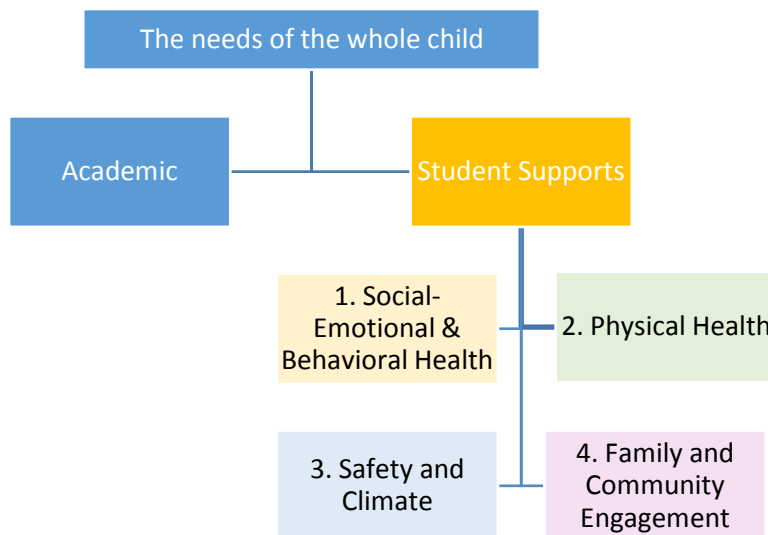 The needs of the whole child
Academic
Student Supports
1. Social-
Emotional &
Behavioral Health
2. Physical Health
3. Safety and
Climate
4. Family and
Community
Engagement